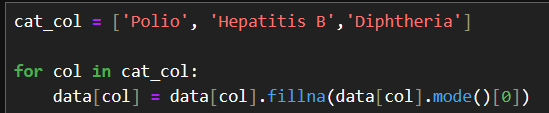 cat_col = ['Polio', 'Hepatitis B','Diphtheria']
for col in cat_col:
    data[col] = data[col].fillna(data[col].mode()[0])